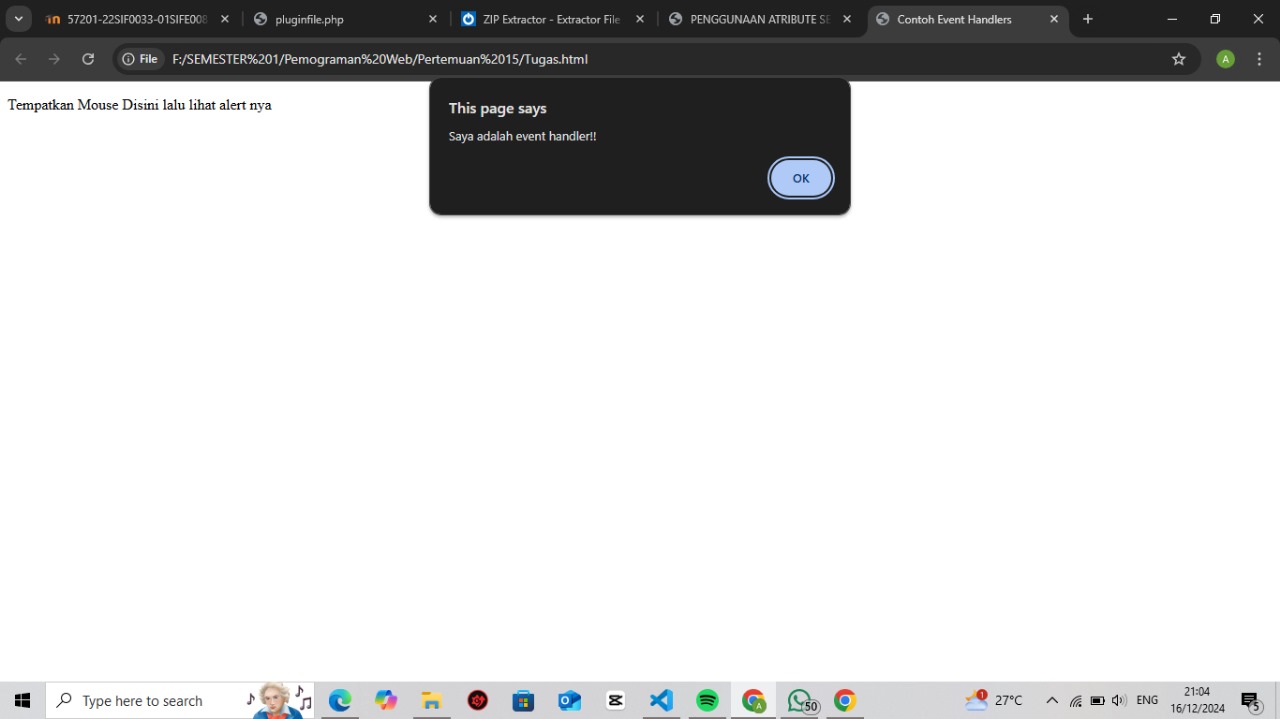 57201-22SIF0033-01SIFE008
pluginfile.php
ZIP Extractor - Extractor File
PENGGUNAAN ATRIBUTE SE
Contoh Event Handlers
File
F:/SEMESTER%201/Pemograman%20Web/Pertemuan%2015/Tugas.html
A
Tempatkan Mouse Disini lalu lihat alert nya
This page says
Saya adalah event handler!!
OK
Type here to search
A
50
1
27°C
ENG
21:04
16/12/2024
5